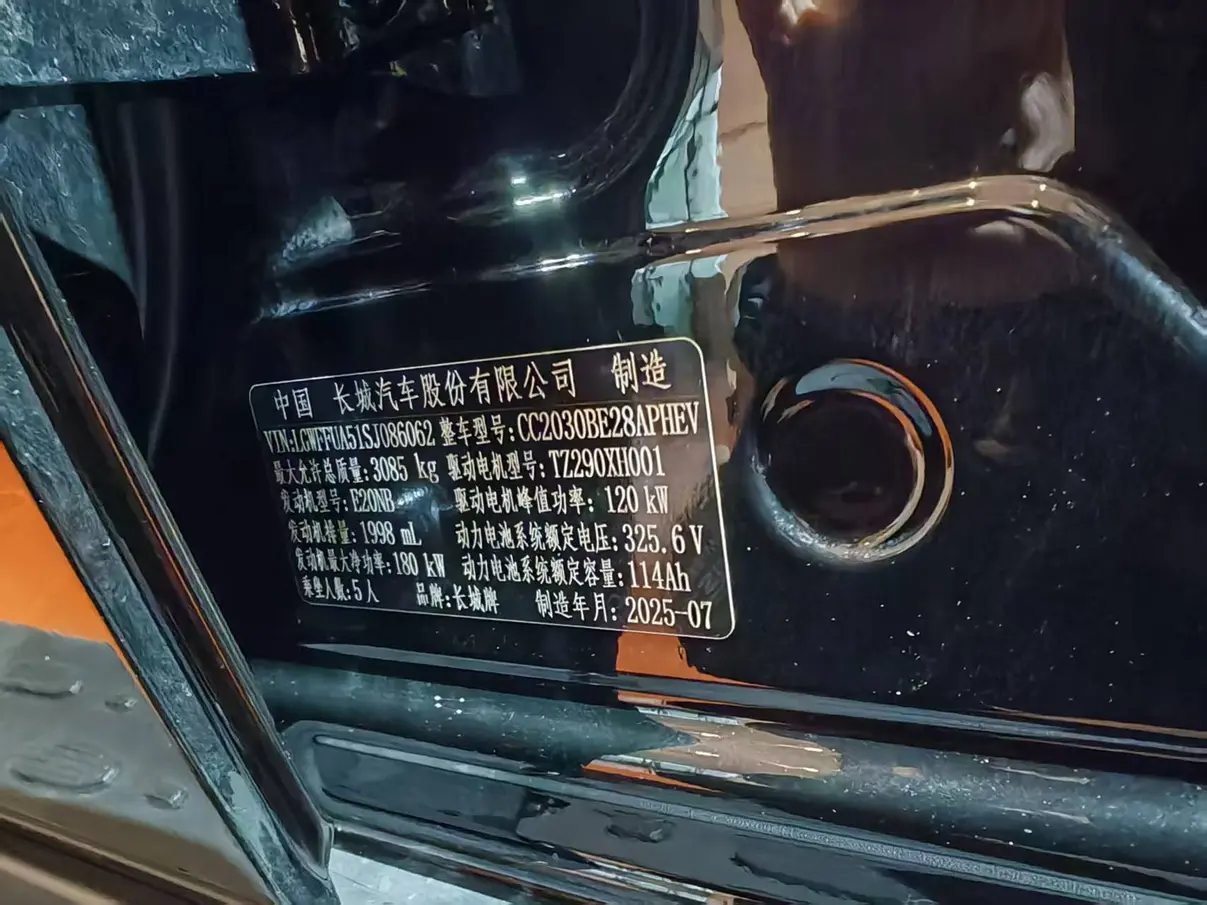 中国 长城汽车股份有限公司 制造
VIN:LGWFFUA51SJ086062 整车型号:CC2030BE28APHEV
最大允许总质量:3085 kg 驱动电机型号:TZ290XH001
发动机型号:E20NB 驱动电机峰值功率:120 kW
发动机排量:1998 mL 动力电池系统额定电压:325.6 V
发动机最大净功率:180 kW 动力电池系统额定容量:114Ah
乘坐人数:5人 品牌:长城牌 制造年月:2025-07